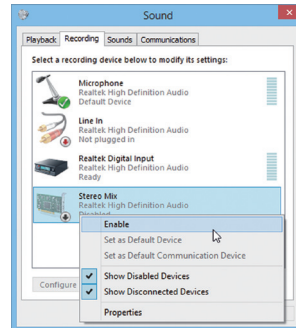 Sound
Playback Recording Sounds Communications
Select a recording device below to modify its settings:
Microphone
Realtek High Definition Audio
Default Device
Line In
Realtek High Definition Audio
Not plugged in
Realtek Digital Input
Realtek High Definition Audio
Ready
Stereo Mix
Realtek High Definition Audio
Disabled
Enable
Set as Default Device
Set as Default Communication Device
Show Disabled Devices
Show Disconnected Devices
Properties
Configure